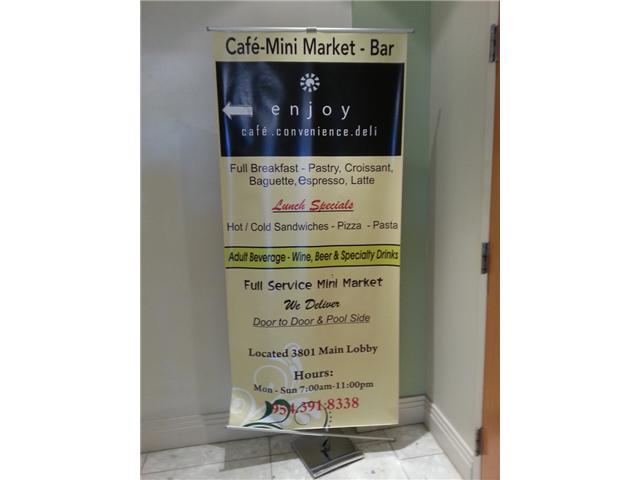 Café-Mini Market - Bar
enjoy
café.convenience.deli
Full Breakfast - Pastry, Croissant,
Baguette, espresso, Latte
Lunch Specials
Hot / Cold Sandwiches - Pizza - Pasta
Adult Beverage - Wine, Beer & Specialty Drinks
Full Service Mini Market
We Deliver
Door to Door & Pool Side
Located 3801 Main Lobby
Hours:
Mon - Sun 7:00am-11:00pm
954.391.8338